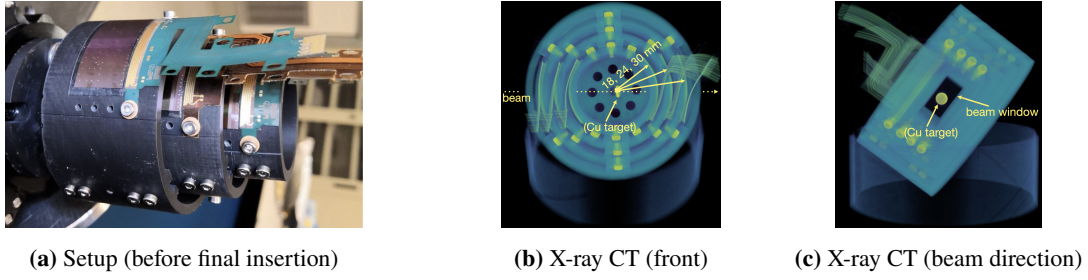 18, 24, 30 mm
beam
(Cu target)
beam window
(Cu target)
(a) Setup (before final insertion)
(b) X-ray CT (front)
(c) X-ray CT (beam direction)